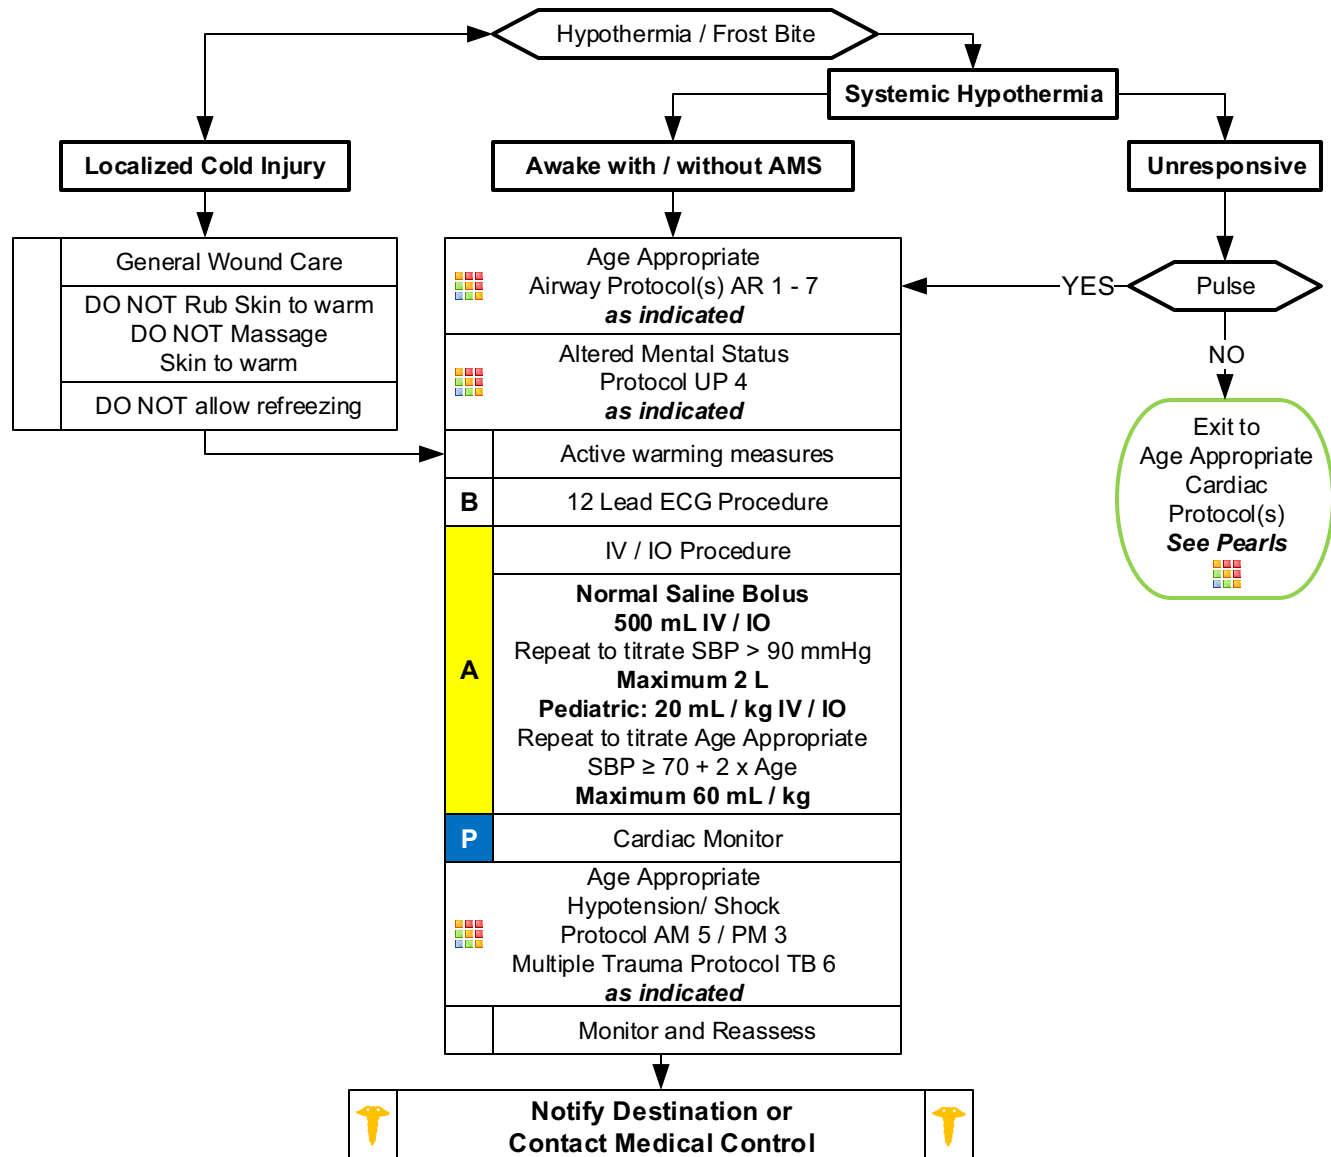 Hypothermia / Frost Bite
Systemic Hypothermia
Localized Cold Injury
Awake with / without AMS
Unresponsive
General Wound Care
DO NOT Rub Skin to warm
DO NOT Massage
Skin to warm
DO NOT allow refreezing
Age Appropriate
Airway Protocol(s) AR 1 - 7
as indicated
YES
Pulse
NO
Altered Mental Status
Protocol UP 4
as indicated
Exit to
Age Appropriate
Cardiac
Protocol(s)
See Pearls
Active warming measures
B
12 Lead ECG Procedure
A
IV / IO Procedure
Normal Saline Bolus
500 mL IV / IO
Repeat to titrate SBP > 90 mmHg
Maximum 2 L
Pediatric: 20 mL / kg IV / IO
Repeat to titrate Age Appropriate
SBP ≥ 70 + 2 x Age
Maximum 60 mL / kg
P
Cardiac Monitor
Age Appropriate
Hypotension/ Shock
Protocol AM 5 / PM 3
Multiple Trauma Protocol TB 6
as indicated
Monitor and Reassess
Notify Destination or
Contact Medical Control